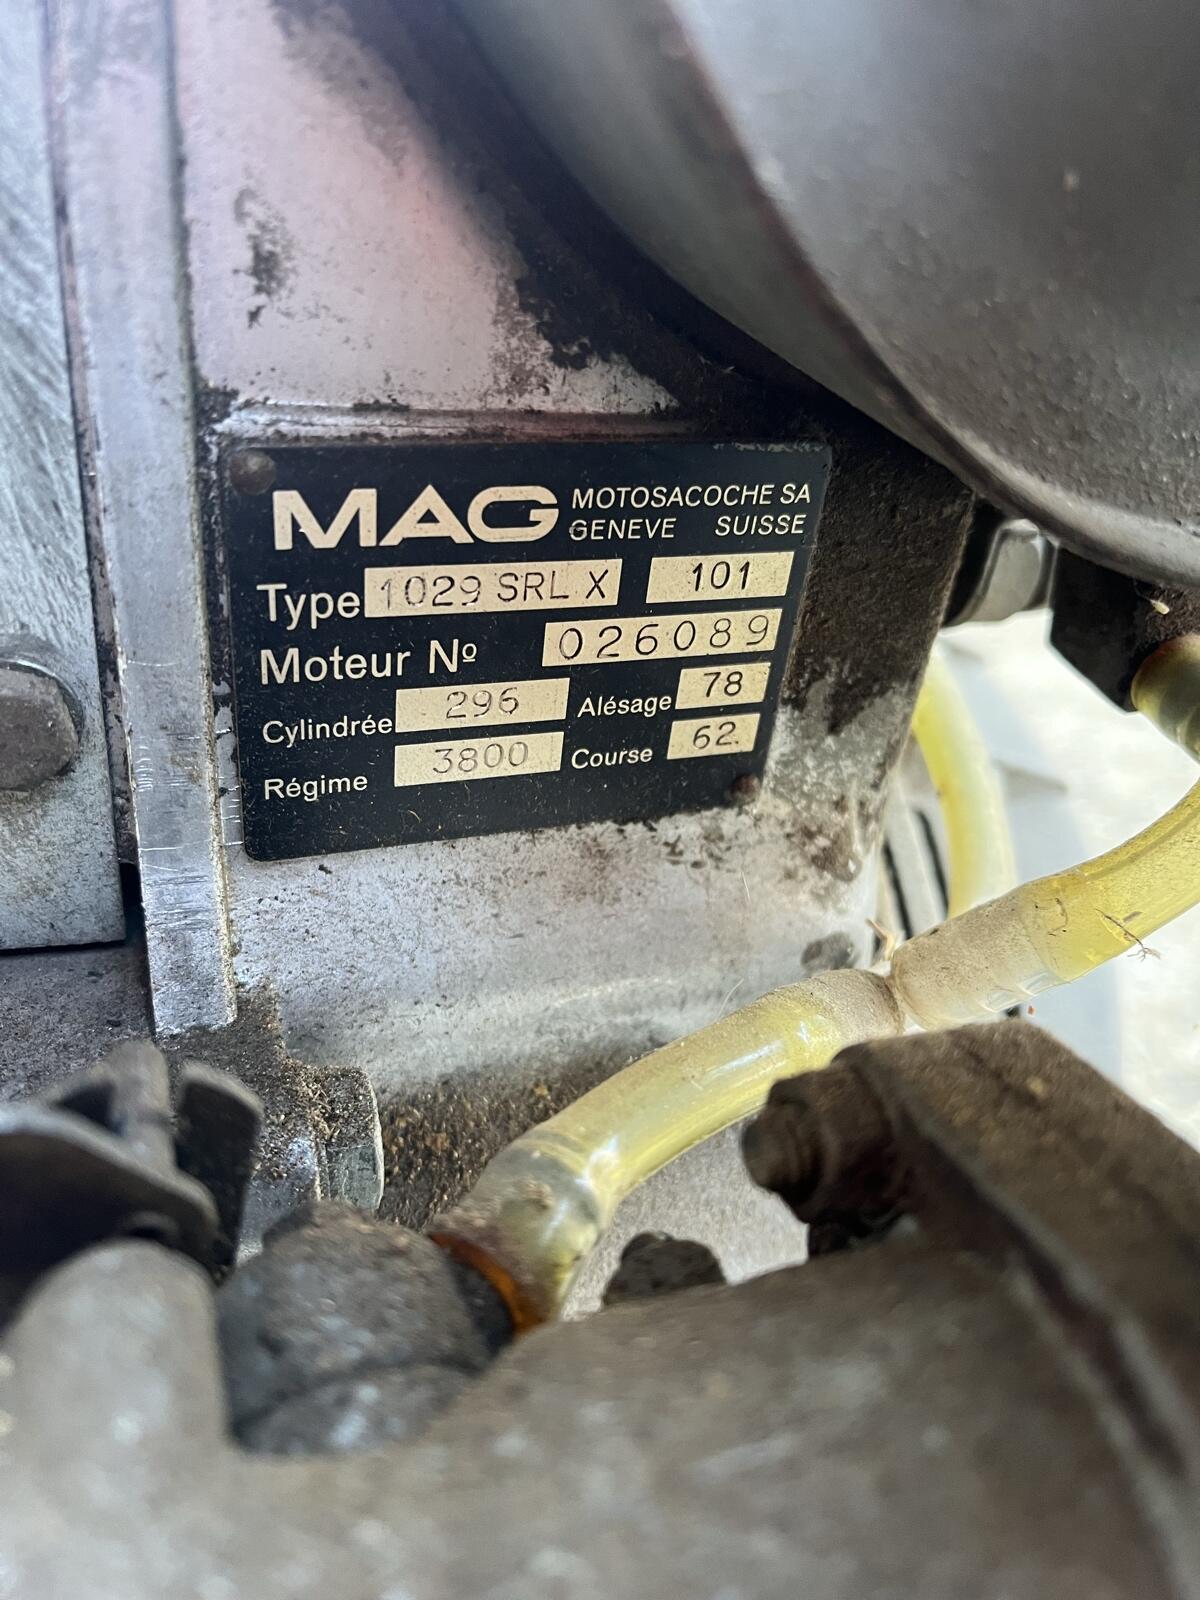 MAG MOTOSACOCHE SA
GENEVE SUISSE
Type 1029 SRL X 101
Moteur Nº 026089
Cylindrée 296 Alésage 78
Régime 3800 Course 62